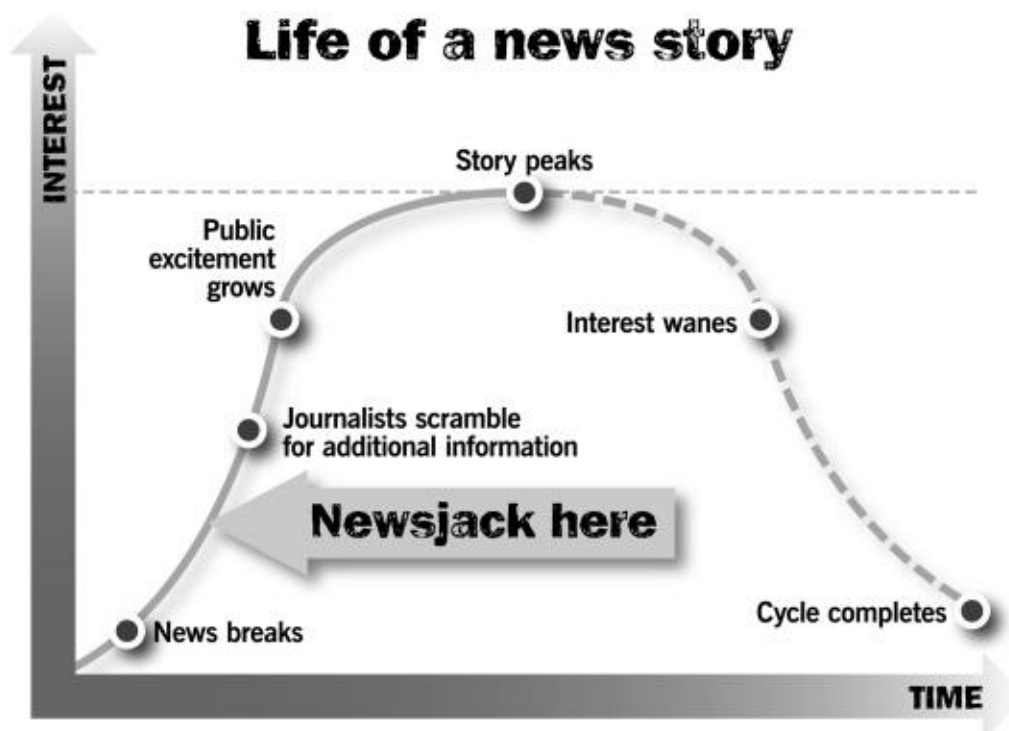 Life of a news story
INTEREST
Story peaks
Public
excitement
grows
Interest wanes
Journalists scramble
for additional information
Newsjack here
News breaks
Cycle completes
TIME